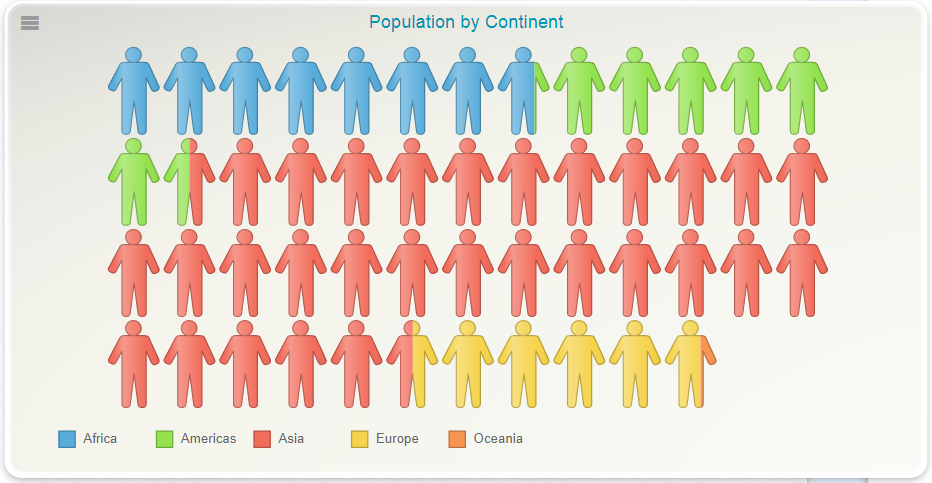 Population by Continent
Africa
Americas
Asia
Europe
Oceania